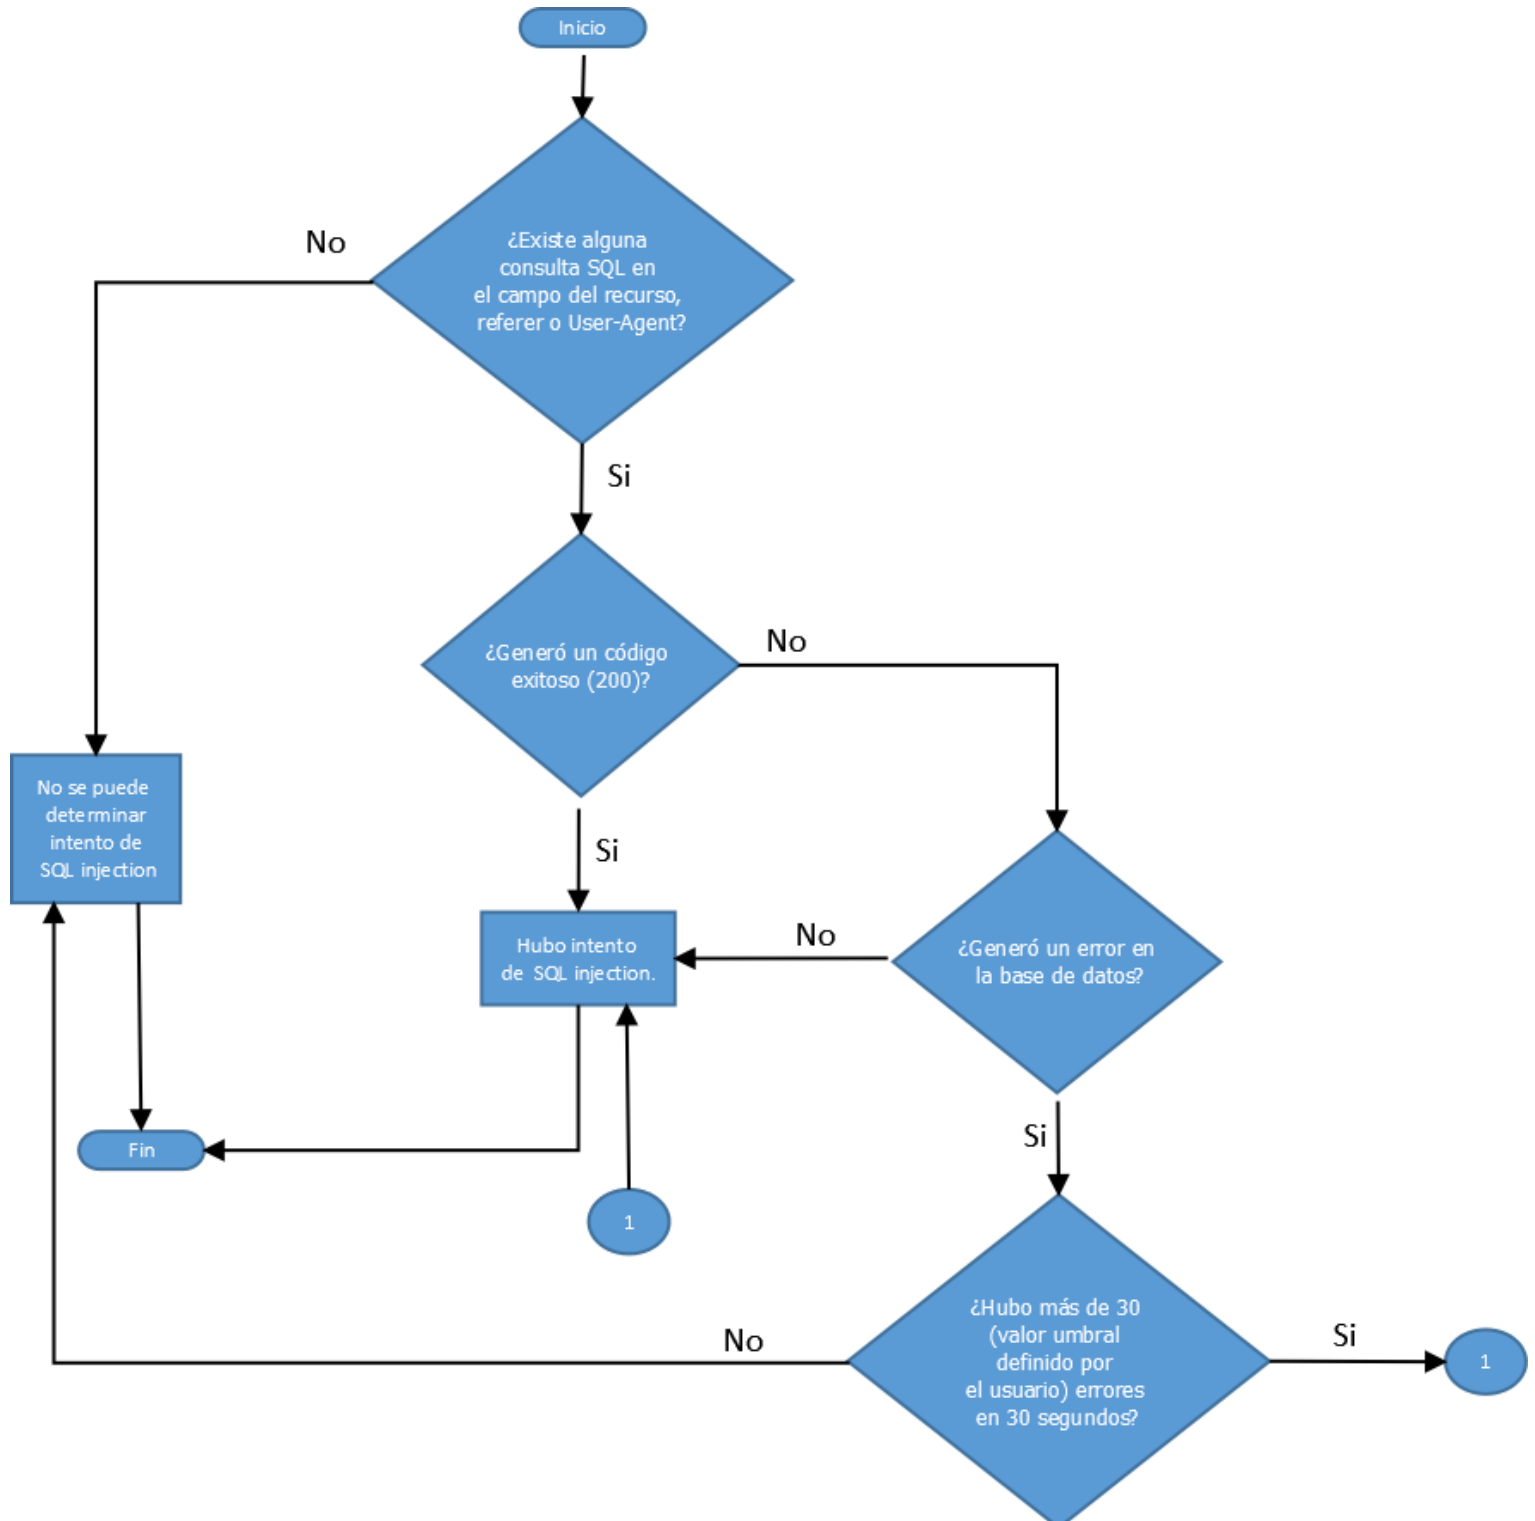 Inicio
No
¿Existe alguna
consulta SQL en
el campo del recurso,
referer o User-Agent?
Si
¿Generó un código
exitoso (200)?
No
No se puede
determinar
intento de
SQL injection
Si
Hubo intento
de SQL injection.
No
¿Generó un error en
la base de datos?
Si
Fin
1
No
¿Hubo más de 30
(valor umbral
definido por
el usuario) errores
en 30 segundos?
Si
1